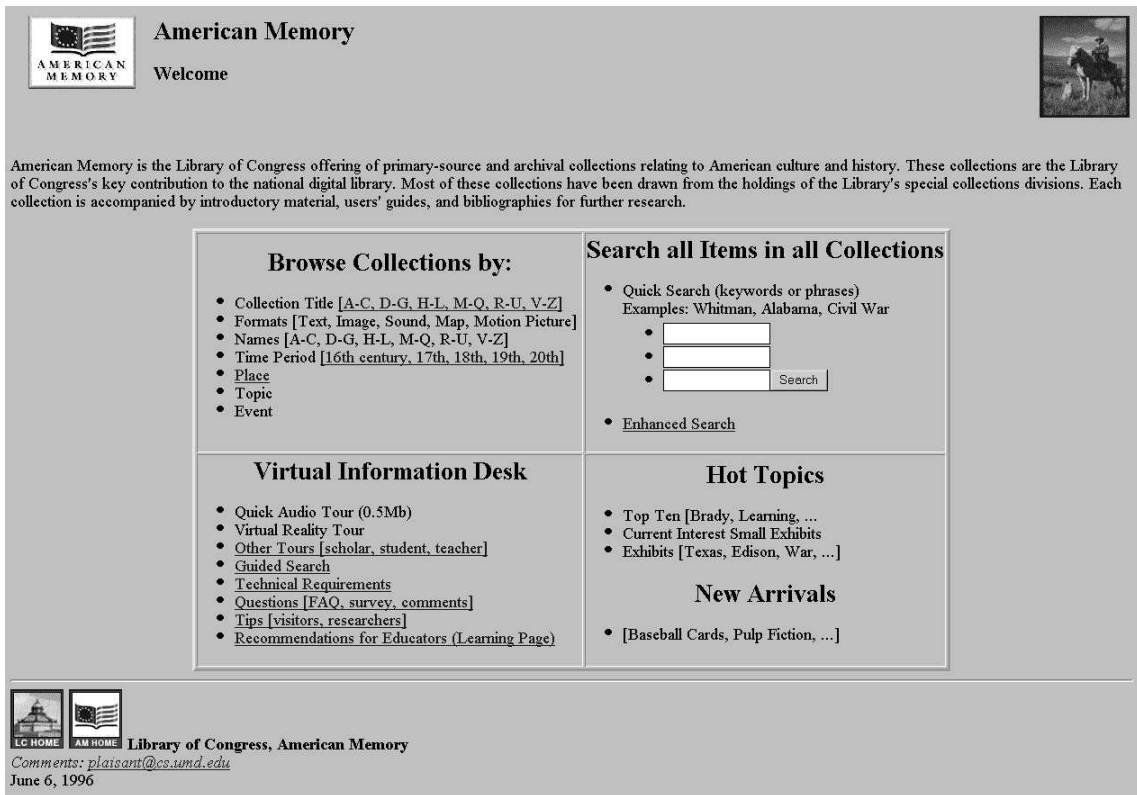 AMERICAN
MEMORY
American Memory
Welcome
American Memory is the Library of Congress offering of primary-source and archival collections relating to American culture and history. These collections are the Library
of Congress's key contribution to the national digital library. Most of these collections have been drawn from the holdings of the Library's special collections divisions. Each
collection is accompanied by introductory material, users' guides, and bibliographies for further research.
Browse Collections by:
Collection Title [A-C, D-G, H-L, M-Q, R-U, V-Z]
Formats [Text, Image, Sound, Map, Motion Picture]
Names [A-C, D-G, H-L, M-Q, R-U, V-Z]
Time Period [16th century, 17th, 18th, 19th, 20th]
Place
Topic
Event
Search all Items in all Collections
Quick Search (keywords or phrases)
Examples: Whitman, Alabama, Civil War
Search
Enhanced Search
Virtual Information Desk
Quick Audio Tour (0.5Mb)
Virtual Reality Tour
Other Tours [scholar, student, teacher]
Guided Search
Technical Requirements
Questions [FAQ, survey, comments]
Tips [visitors, researchers]
Recommendations for Educators (Learning Page)
Hot Topics
Top Ten [Brady, Learning, ...
Current Interest Small Exhibits
Exhibits [Texas, Edison, War, ...]
New Arrivals
[Baseball Cards, Pulp Fiction, ...]
LC HOME
AM HOME
Library of Congress, American Memory
Comments: plaisant@cs.umd.edu
June 6, 1996